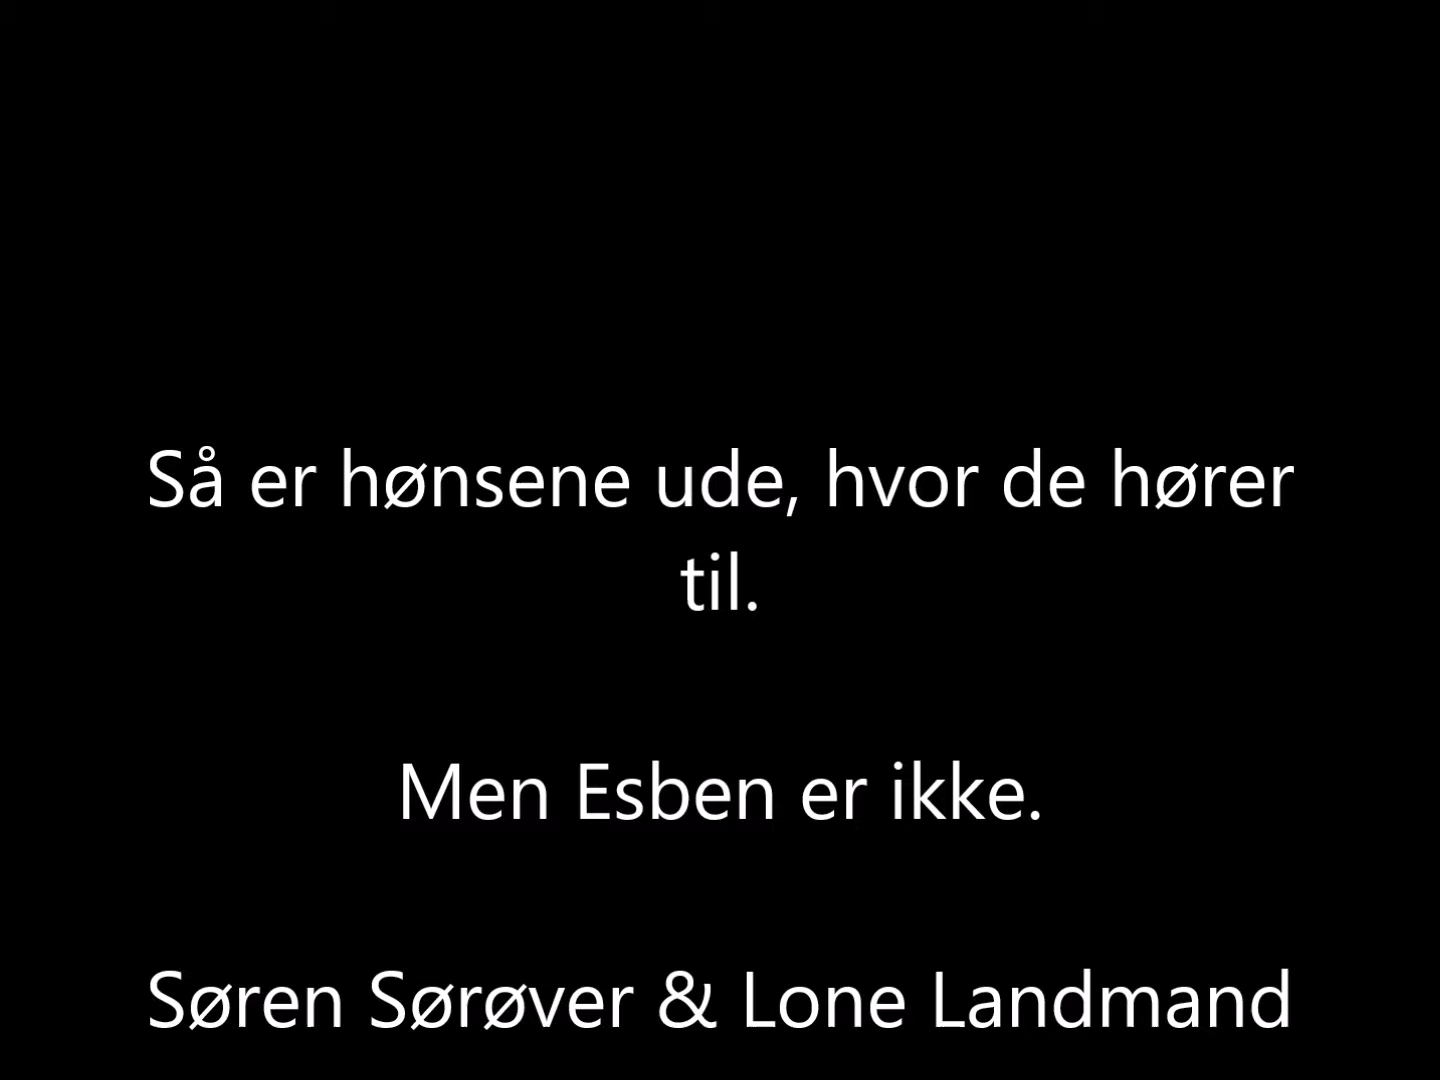 Så er hønsene ude, hvor de hører
til.
Men Esben er ikke.
Søren Sørøver & Lone Landmand